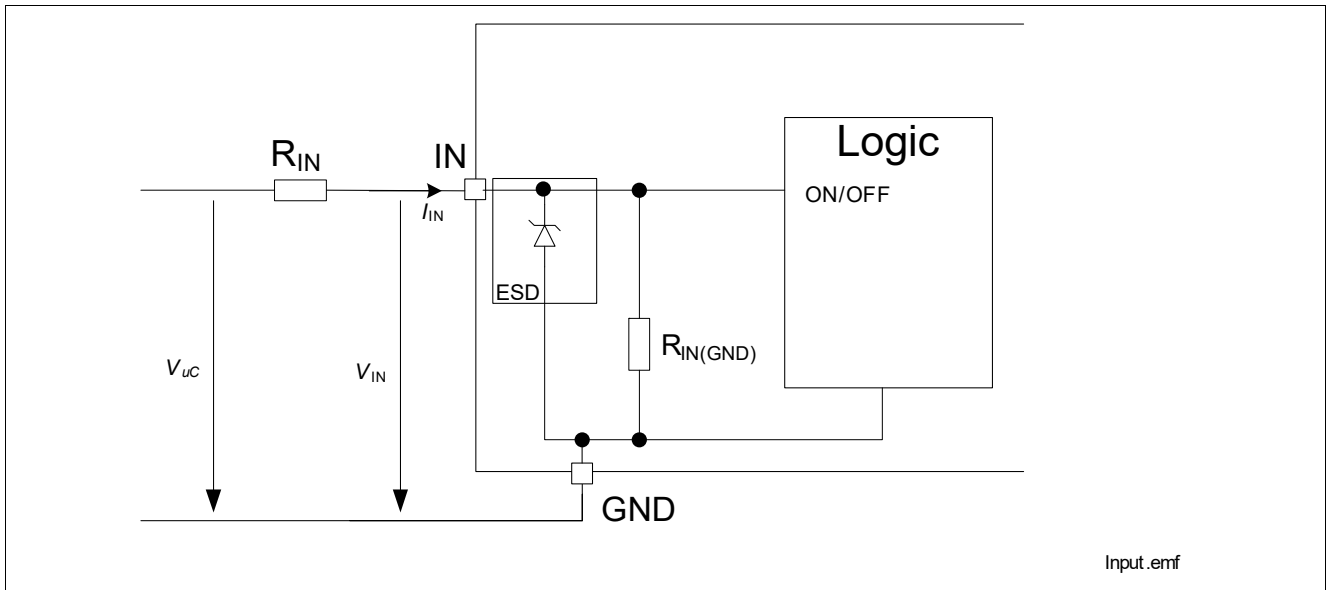 Logic
R_IN
IN
ON/OFF
I_IN
ESD
R_IN(GND)
V_uC
V_IN
GND
Input.emf